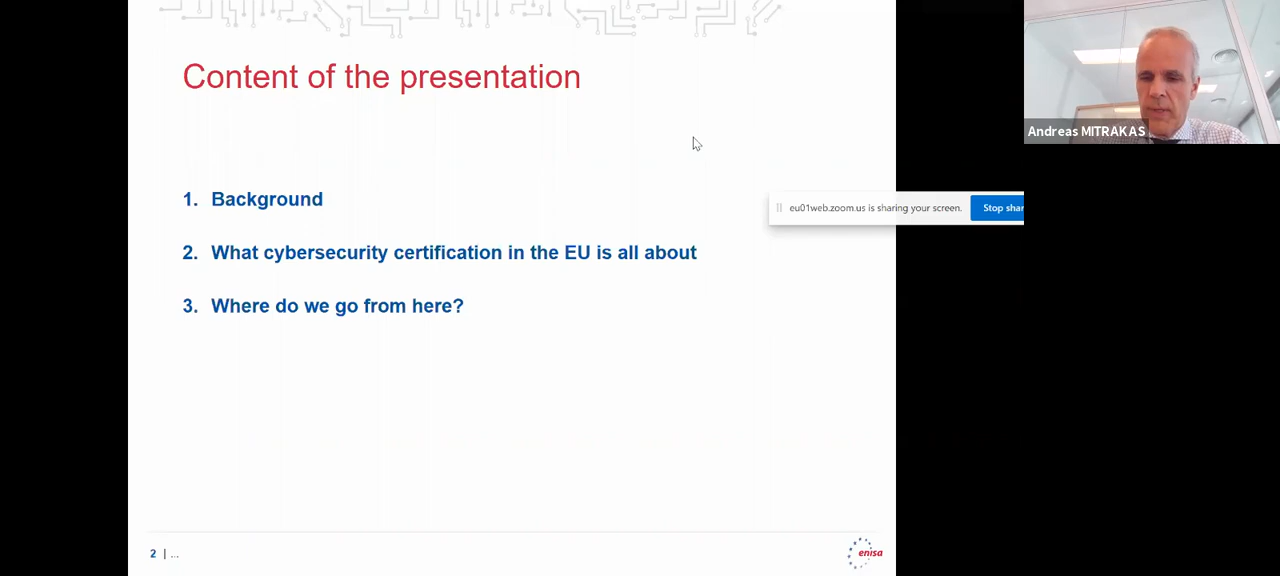 Content of the presentation
Andreas MITRAKAS
1. Background
eu01web.zoom.us is sharing your screen.
Stop shar
2. What cybersecurity certification in the EU is all about
3. Where do we go from here?
2 | ...
enisa